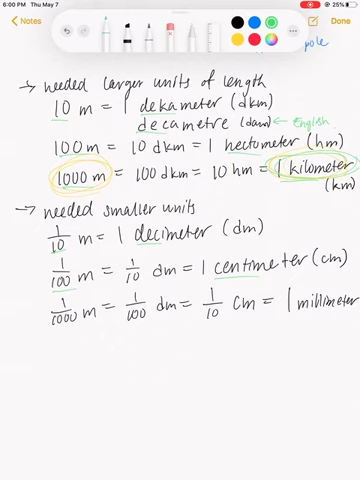 6:00 PM Thu May 7
Notes
Done
pole
→ needed larger units of length
10 m = 1 dekameter (dkm)
decametre (dam) ← English
100 m = 10 dkm = 1 hectometer (hm)
1000 m = 100 dkm = 10 hm = 1 kilometer (km)
→ needed smaller units
1/10 m = 1 decimeter (dm)
1/100 m = 1/10 dm = 1 centimeter (cm)
1/1000 m = 1/100 dm = 1/10 cm = 1 millimeter